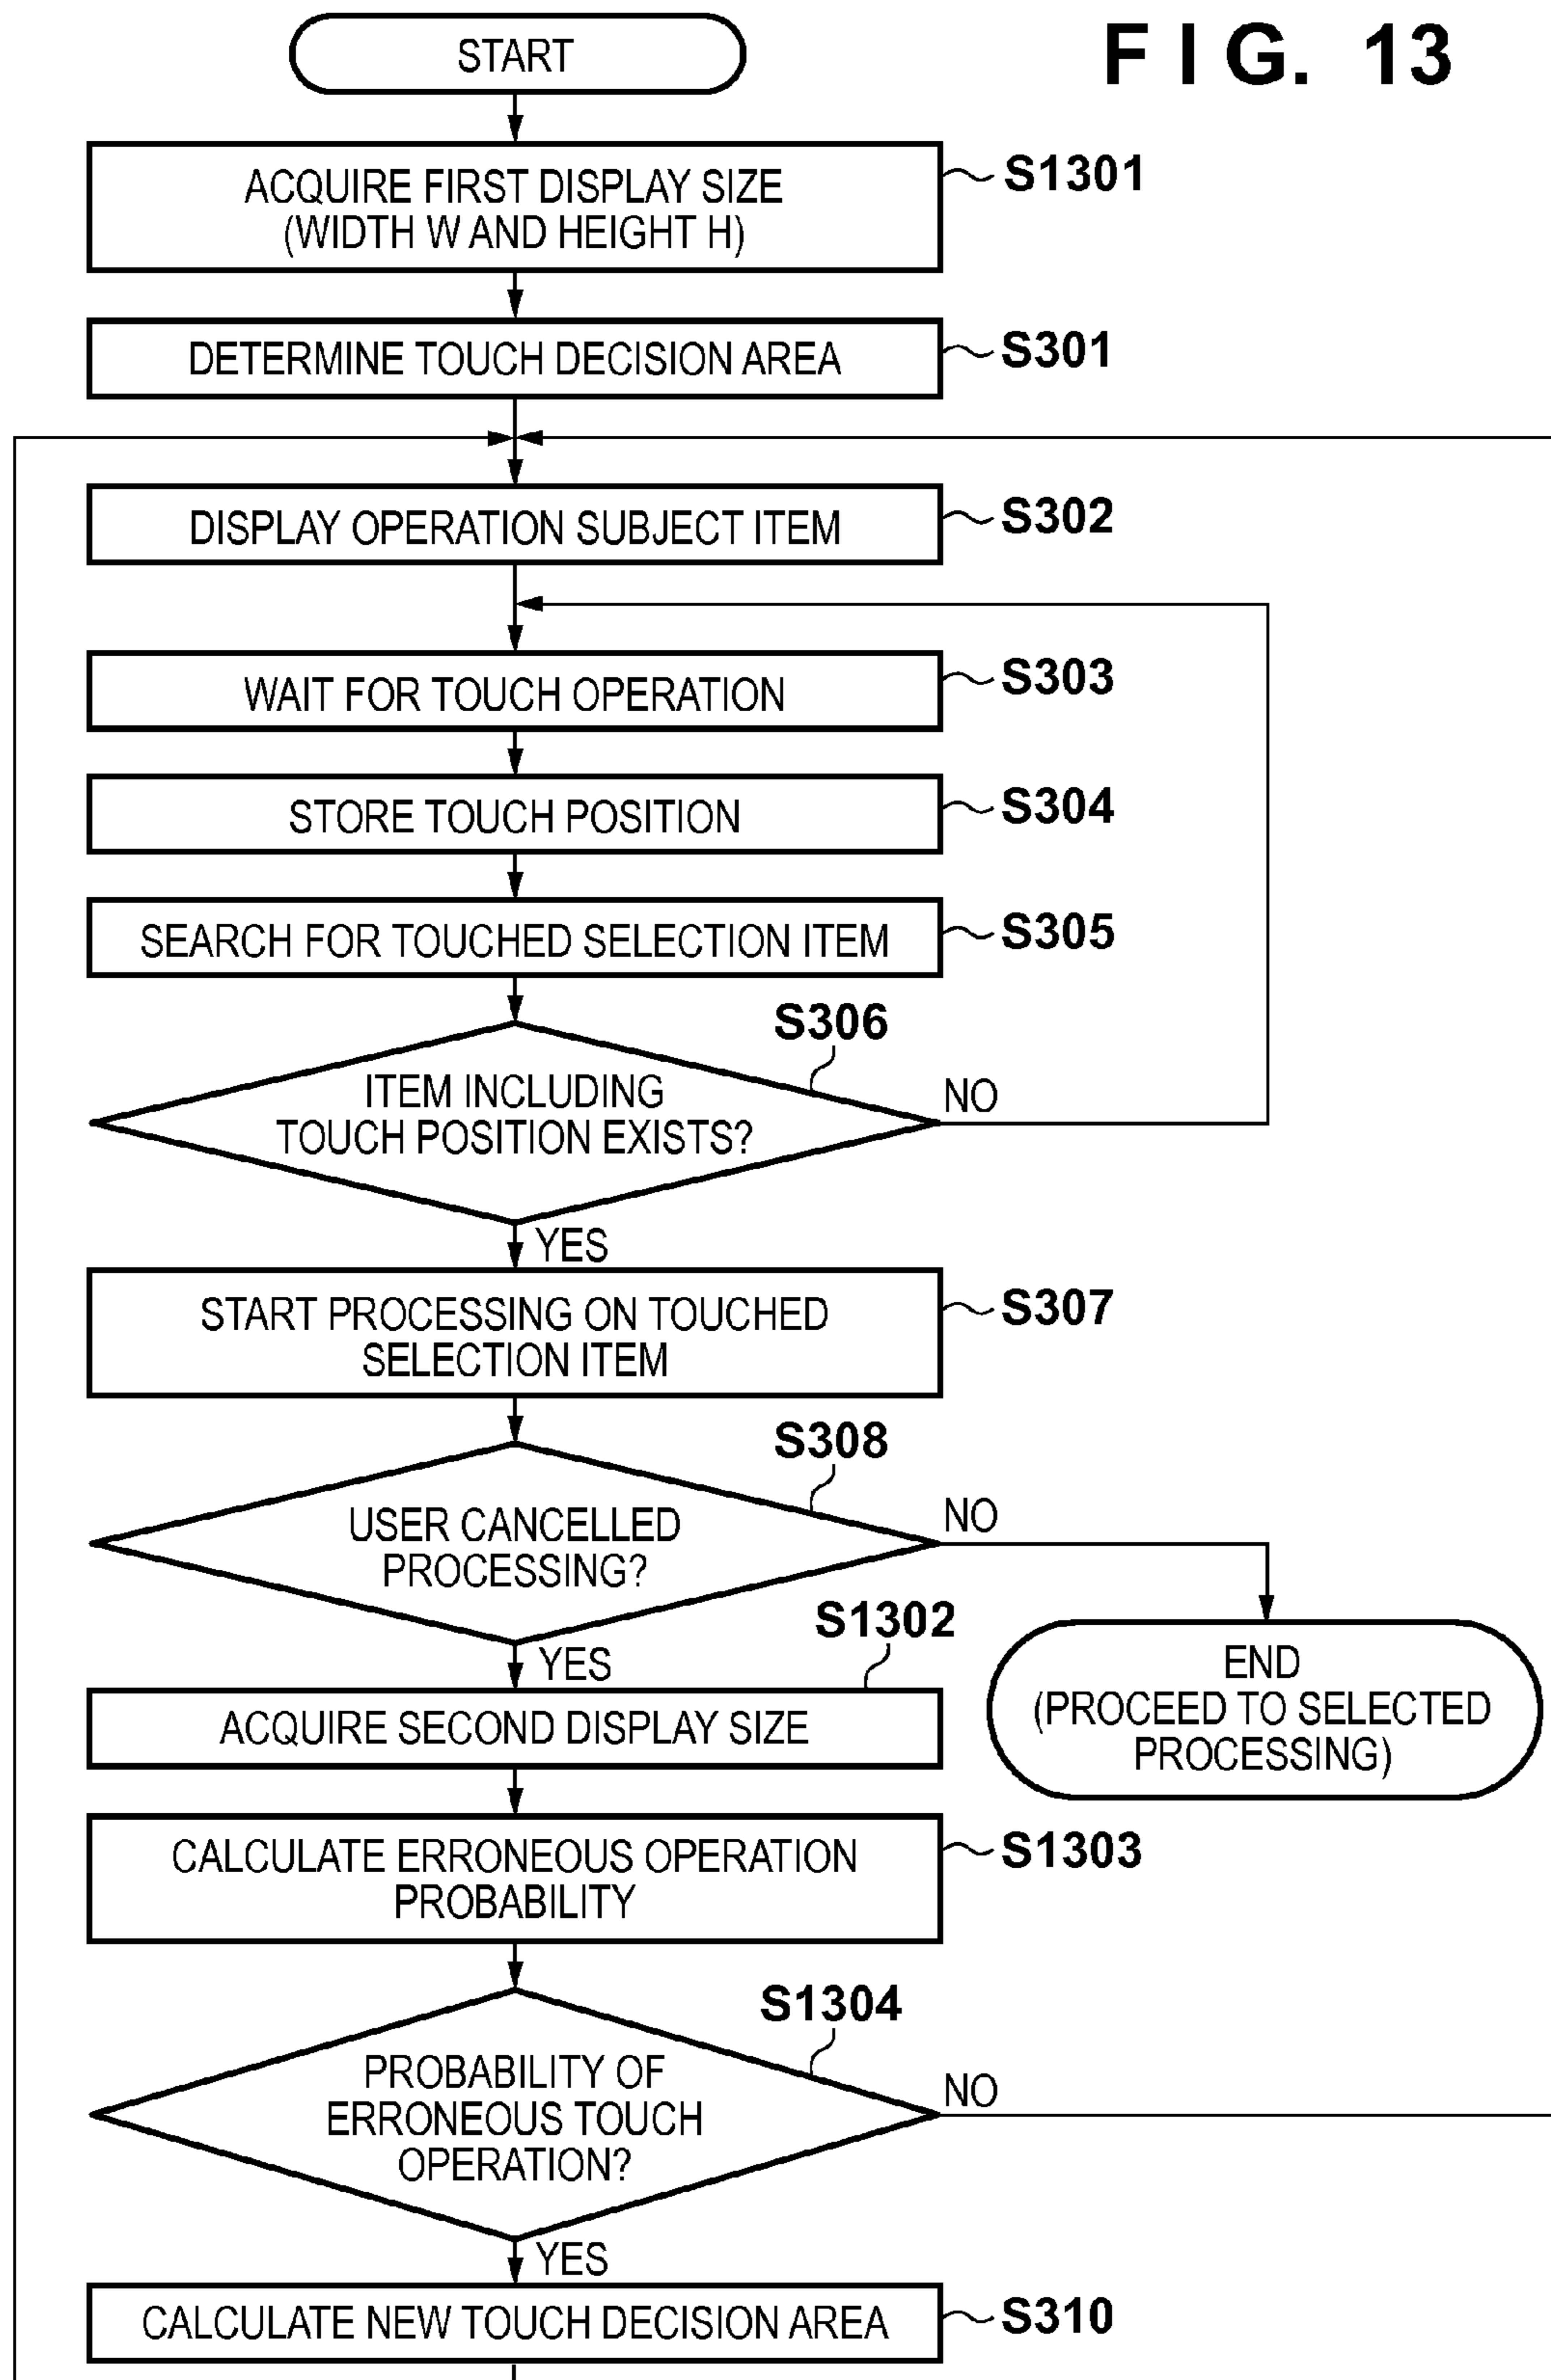 FIG. 13
START
ACQUIRE FIRST DISPLAY SIZE
(WIDTH W AND HEIGHT H)
S1301
DETERMINE TOUCH DECISION AREA
S301
DISPLAY OPERATION SUBJECT ITEM
S302
WAIT FOR TOUCH OPERATION
S303
STORE TOUCH POSITION
S304
SEARCH FOR TOUCHED SELECTION ITEM
S305
S306
ITEM INCLUDING
TOUCH POSITION EXISTS?
NO
YES
START PROCESSING ON TOUCHED
SELECTION ITEM
S307
S308
USER CANCELLED
PROCESSING?
NO
YES
END
(PROCEED TO SELECTED
PROCESSING)
S1302
ACQUIRE SECOND DISPLAY SIZE
CALCULATE ERRONEOUS OPERATION
PROBABILITY
S1303
S1304
PROBABILITY OF
ERRONEOUS TOUCH
OPERATION?
NO
YES
CALCULATE NEW TOUCH DECISION AREA
S310